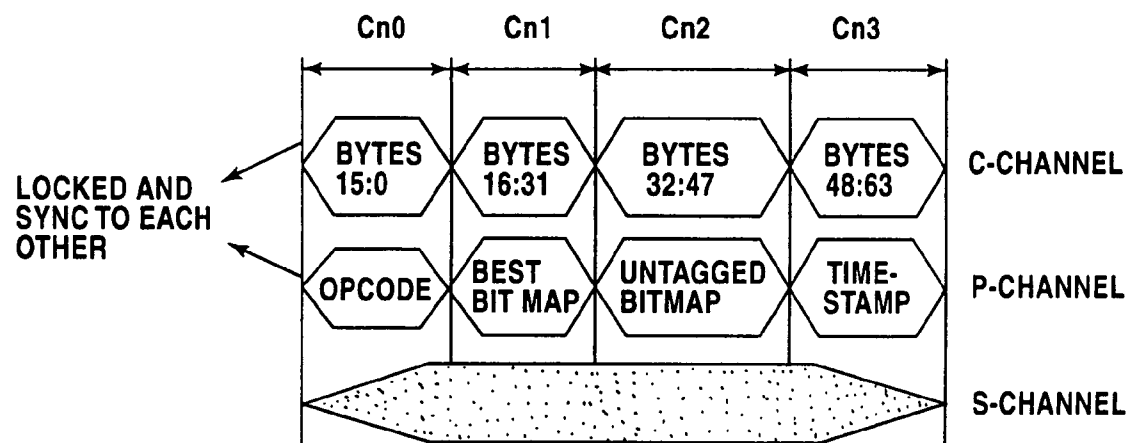 Cn0 Cn1 Cn2 Cn3
BYTES 15:0
BYTES 16:31
BYTES 32:47
BYTES 48:63
C-CHANNEL
LOCKED AND
SYNC TO EACH
OTHER
OPCODE
BEST
BIT MAP
UNTAGGED
BITMAP
TIME-
STAMP
P-CHANNEL
S-CHANNEL